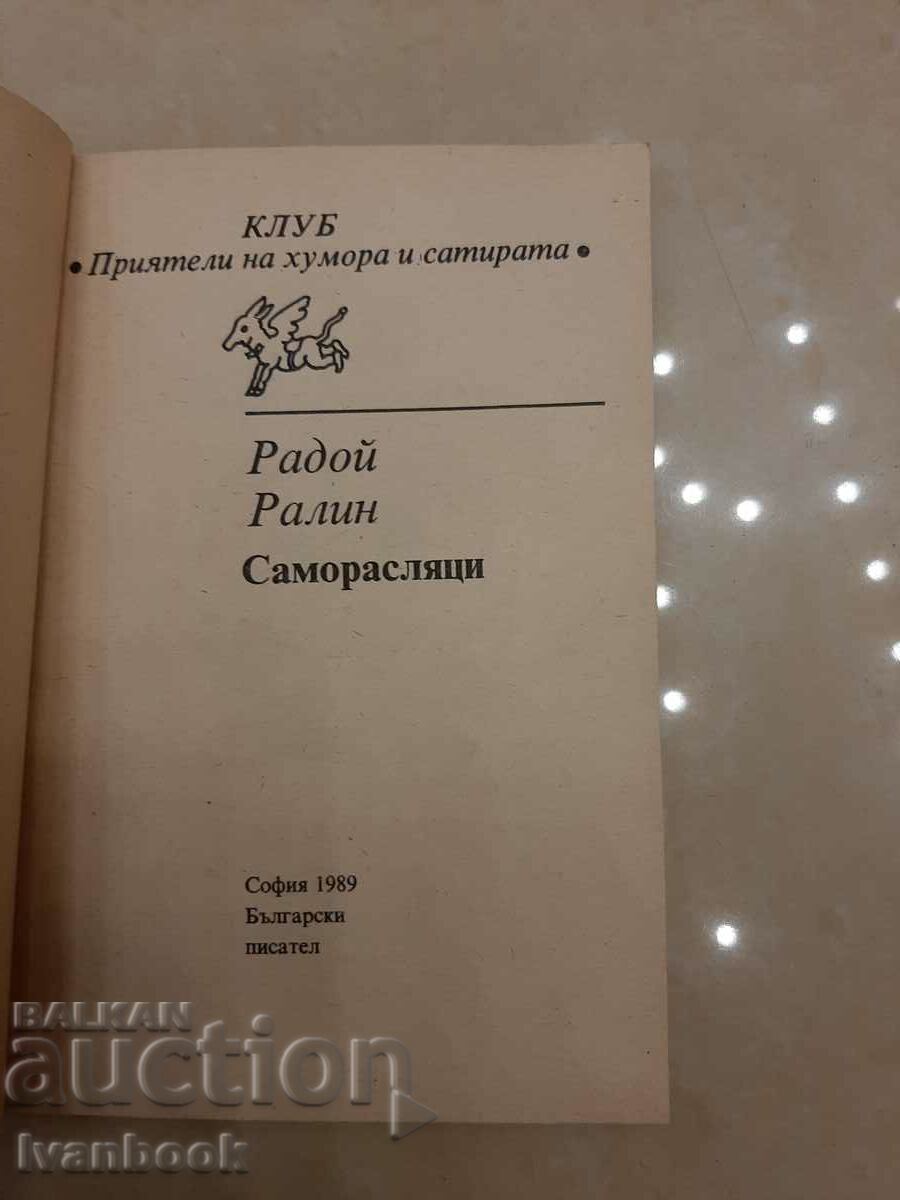 КЛУБ
• Приятели на хумора и сатирата •
Радой
Ралин
Саморасляци
София 1989
Български
писател
BALKAN
auction
Ivanbook